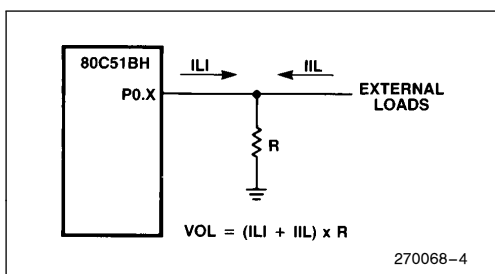 80C51BH
ILI
IIL
P0.X
EXTERNAL
LOADS
R
VOL = (ILI + IIL) x R
270068–4